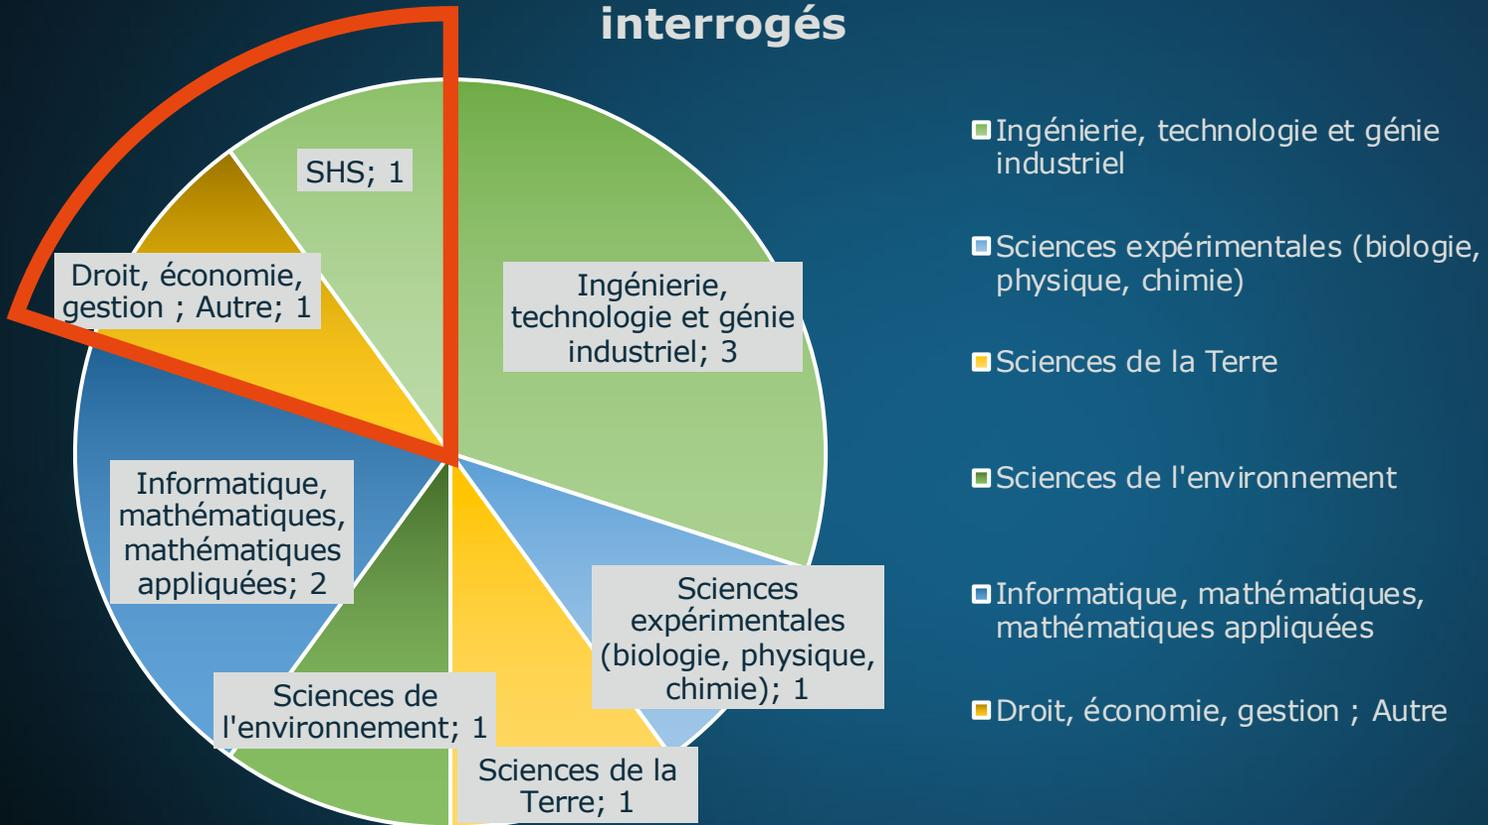 interrogés
SHS; 1
Droit, économie,
gestion ; Autre; 1
Ingénierie,
technologie et génie
industriel; 3
Informatique,
mathématiques,
mathématiques
appliquées; 2
Sciences
expérimentales
(biologie, physique,
chimie); 1
Sciences de
l'environnement; 1
Sciences de la
Terre; 1
Ingénierie, technologie et génie
industriel
Sciences expérimentales (biologie,
physique, chimie)
Sciences de la Terre
Sciences de l'environnement
Informatique, mathématiques,
mathématiques appliquées
Droit, économie, gestion ; Autre